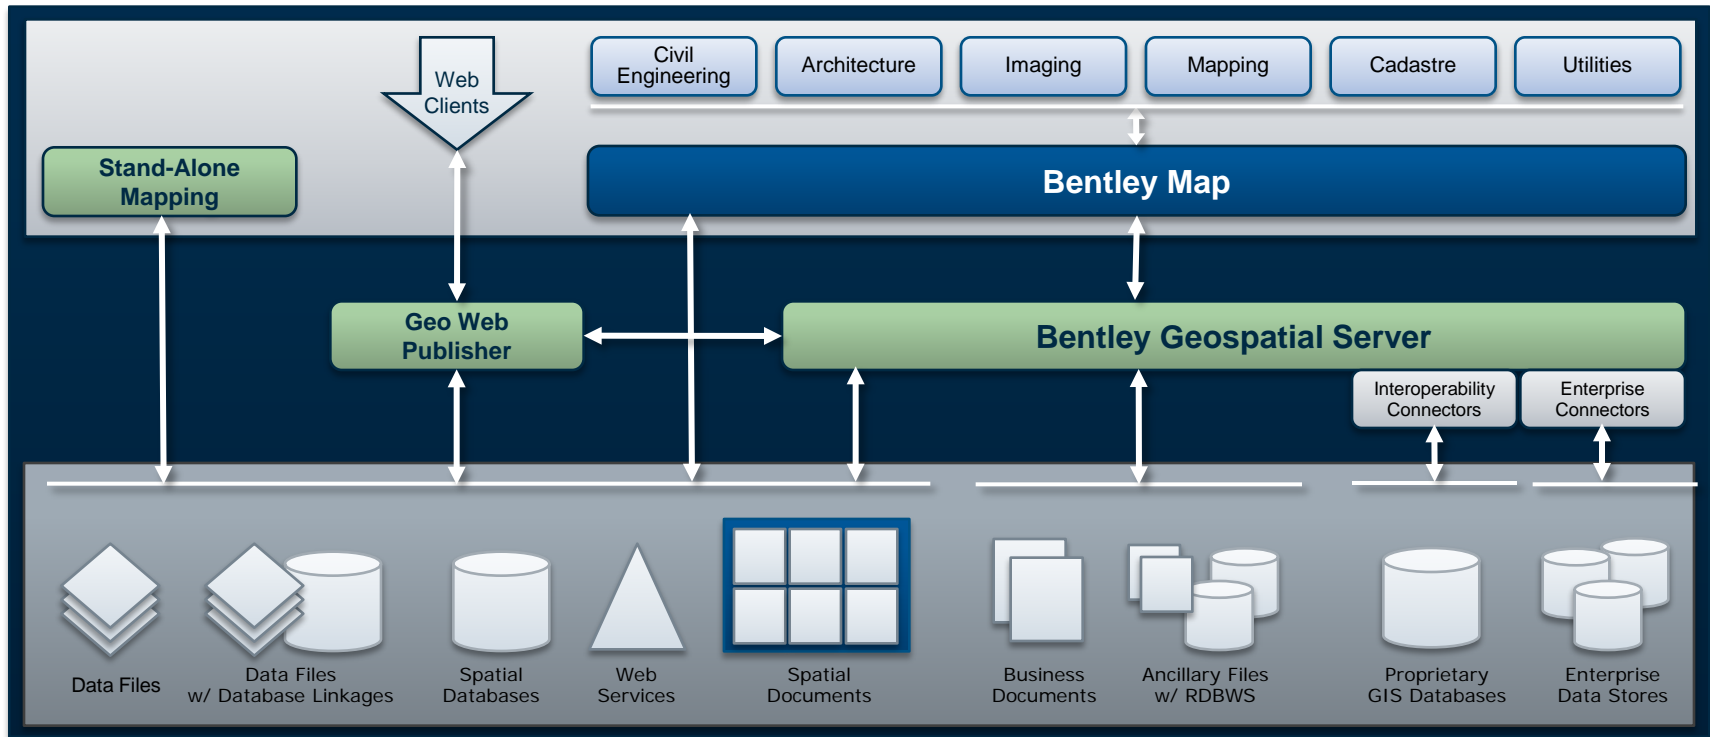 Web
Clients
Civil
Engineering
Architecture
Imaging
Mapping
Cadastre
Utilities
Stand-Alone
Mapping
Bentley Map
Geo Web
Publisher
Bentley Geospatial Server
Interoperability
Connectors
Enterprise
Connectors
Data Files
Data Files
w/ Database Linkages
Spatial
Databases
Web
Services
Spatial
Documents
Business
Documents
Ancillary Files
w/ RDBWS
Proprietary
GIS Databases
Enterprise
Data Stores